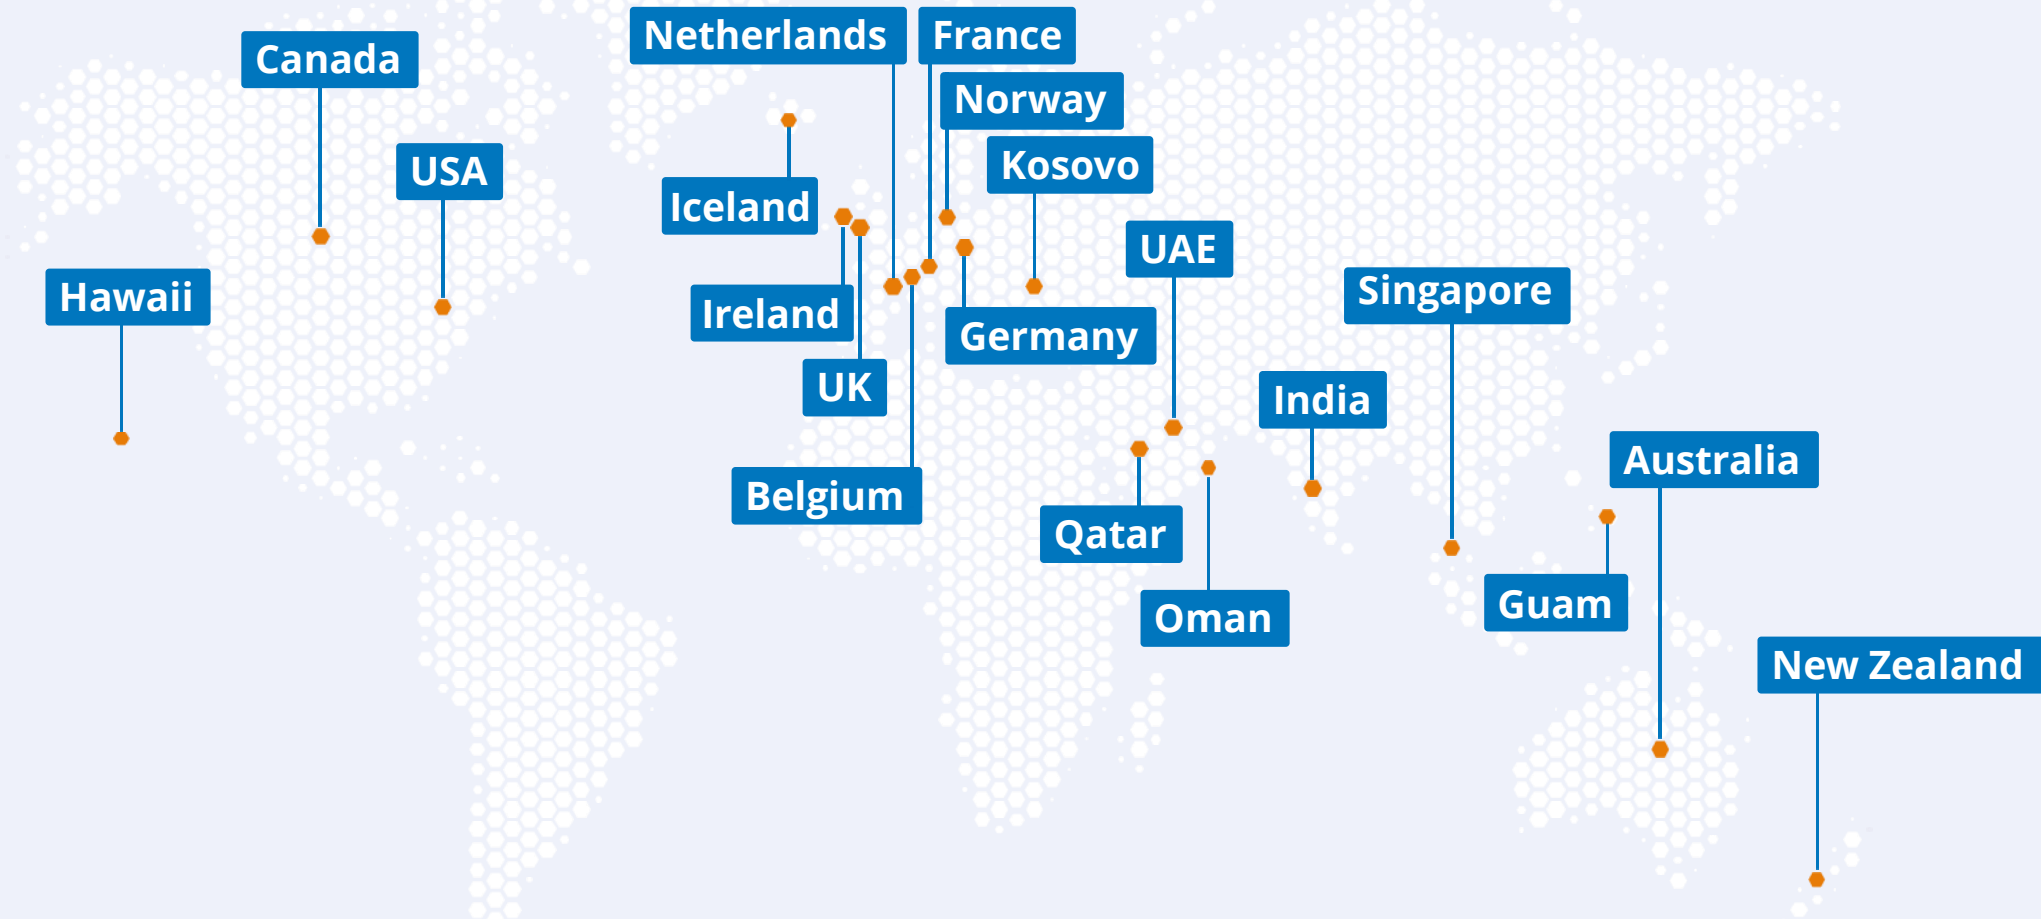 Netherlands
France
Canada
Norway
Kosovo
USA
Iceland
UAE
Hawaii
Singapore
Ireland
Germany
UK
India
Australia
Belgium
Qatar
Guam
Oman
New Zealand